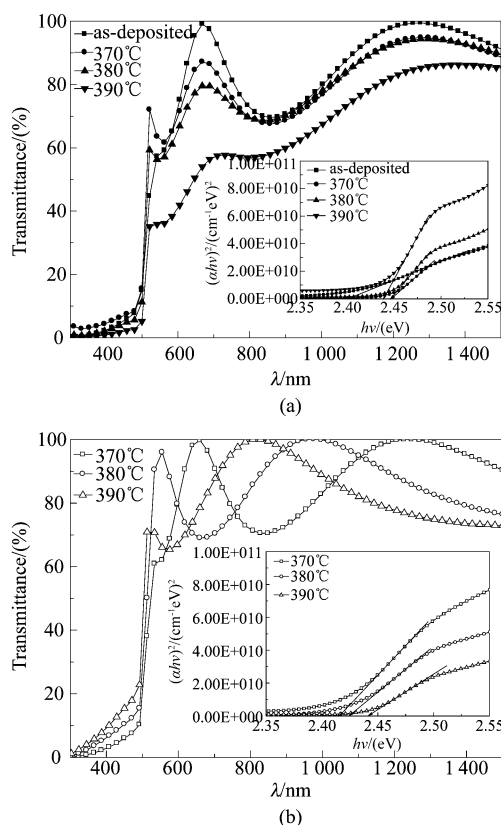 (a)
100
80
60
40
20
0
Transmittance/(%)
as-deposited
370℃
380℃
390℃
400
600
800
1 000
1 200
1 400
λ/nm
1.00E+011
8.00E+010
6.00E+010
4.00E+010
2.00E+010
0.000
(αhν)²/(cm⁻¹eV)²
as-deposited
370℃
380℃
390℃
2.35
2.40
2.45
2.50
2.55
hν/(eV)
(a)
100
80
60
40
20
0
Transmittance/(%)
370℃
380℃
390℃
400
600
800
1 000
1 200
1 400
λ/nm
1.00E+011
8.00E+010
6.00E+010
4.00E+010
2.00E+010
0.000
(αhν)²/(cm⁻¹eV)²
370℃
380℃
390℃
2.35
2.40
2.45
2.50
2.55
hν/(eV)
(b)